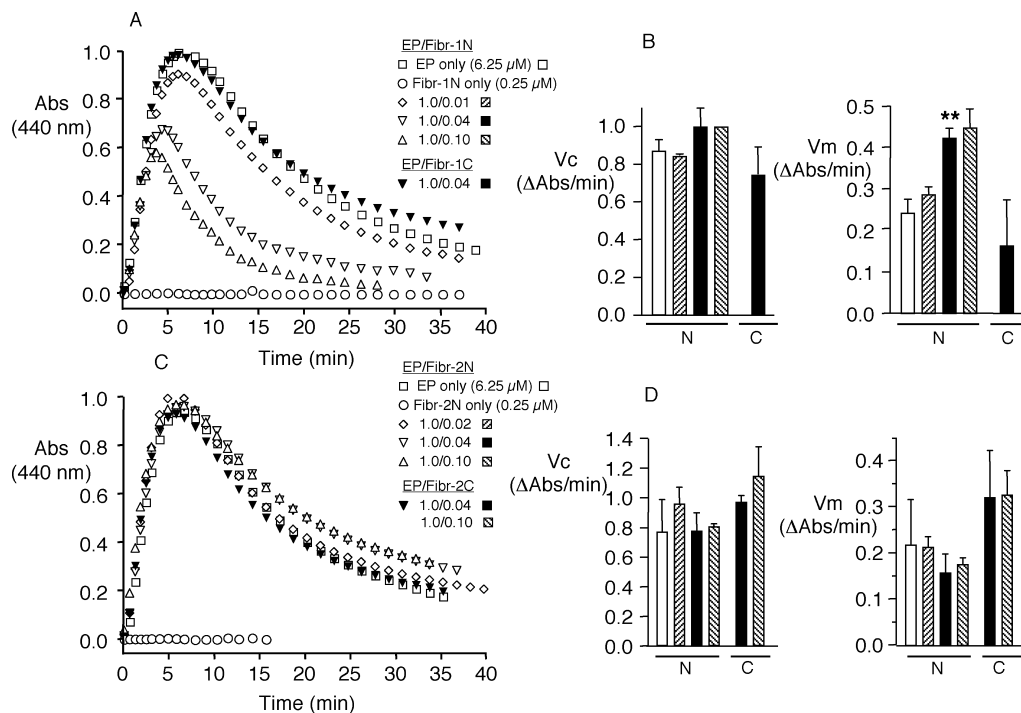 A
Abs
(440 nm)
1.0
0.8
0.6
0.4
0.2
0.0
0 5 10 15 20 25 30 35 40
Time (min)
EP/Fibr-1N
EP only (6.25 µM)
Fibr-1N only (0.25 µM)
1.0/0.01
1.0/0.04
1.0/0.10
EP/Fibr-1C
1.0/0.04
B
Vc
(ΔAbs/min)
1.0
0.8
0.6
0.4
0.2
0.0
N C
Vm
(ΔAbs/min)
0.5
0.4
0.3
0.2
0.1
0.0
**
N C
C
Abs
(440 nm)
1.0
0.8
0.6
0.4
0.2
0.0
0 5 10 15 20 25 30 35 40
Time (min)
EP/Fibr-2N
EP only (6.25 µM)
Fibr-2N only (0.25 µM)
1.0/0.02
1.0/0.04
1.0/0.10
EP/Fibr-2C
1.0/0.04
1.0/0.10
D
Vc
(ΔAbs/min)
1.4
1.2
1.0
0.8
0.6
0.4
0.2
0.0
N C
Vm
(ΔAbs/min)
0.4
0.3
0.2
0.1
0.0
N C